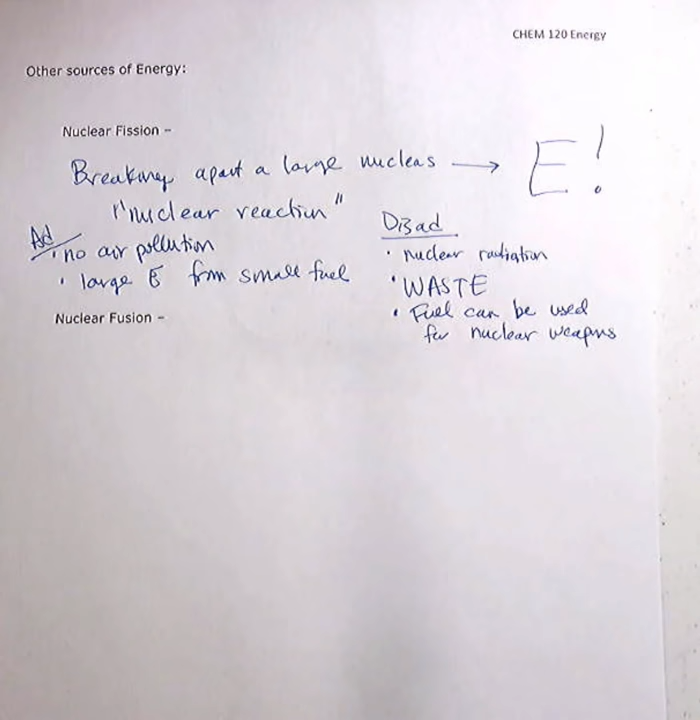 CHEM 120 Energy
Other sources of Energy:
Nuclear Fission –
Breaking apart a large nucleas → E!
"nuclear reaction"
Ad
• no air pollution
• large E from small fuel
Disad
• nuclear radiation
• WASTE
• Fuel can be used
for nuclear weapons
Nuclear Fusion –